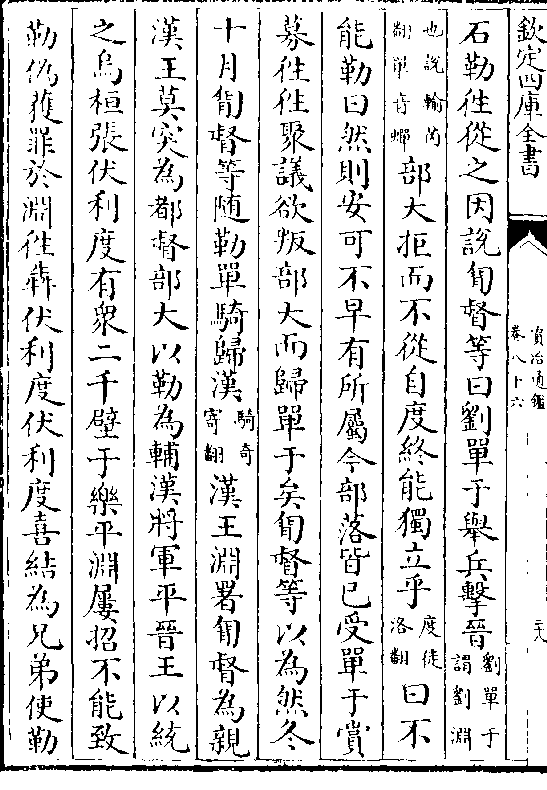 欽定四庫全書
資治通鑑
卷八十六
石勒徃從之因說㔨督等曰劉單于舉兵擊晉劉單于謂劉淵
也說輸芮翻單音蟬部大拒而不從自度終能獨立乎度徒洛翻曰不
能勒曰然則安可不早有所屬今部落皆已受單于賞
募徃徃聚議欲叛部大而歸單于矣㔨督等以為然冬
十月㔨督等随勒單騎歸漢騎奇寄翻漢王淵署㔨督為親
漢王莫突為都督部大以勒為輔漢將軍平晉王以統
之烏桓張伏利度有衆二千壁于樂平淵屢招不能致
勒偽獲罪於淵徃犇伏利度伏利度喜結為兄弟使勒